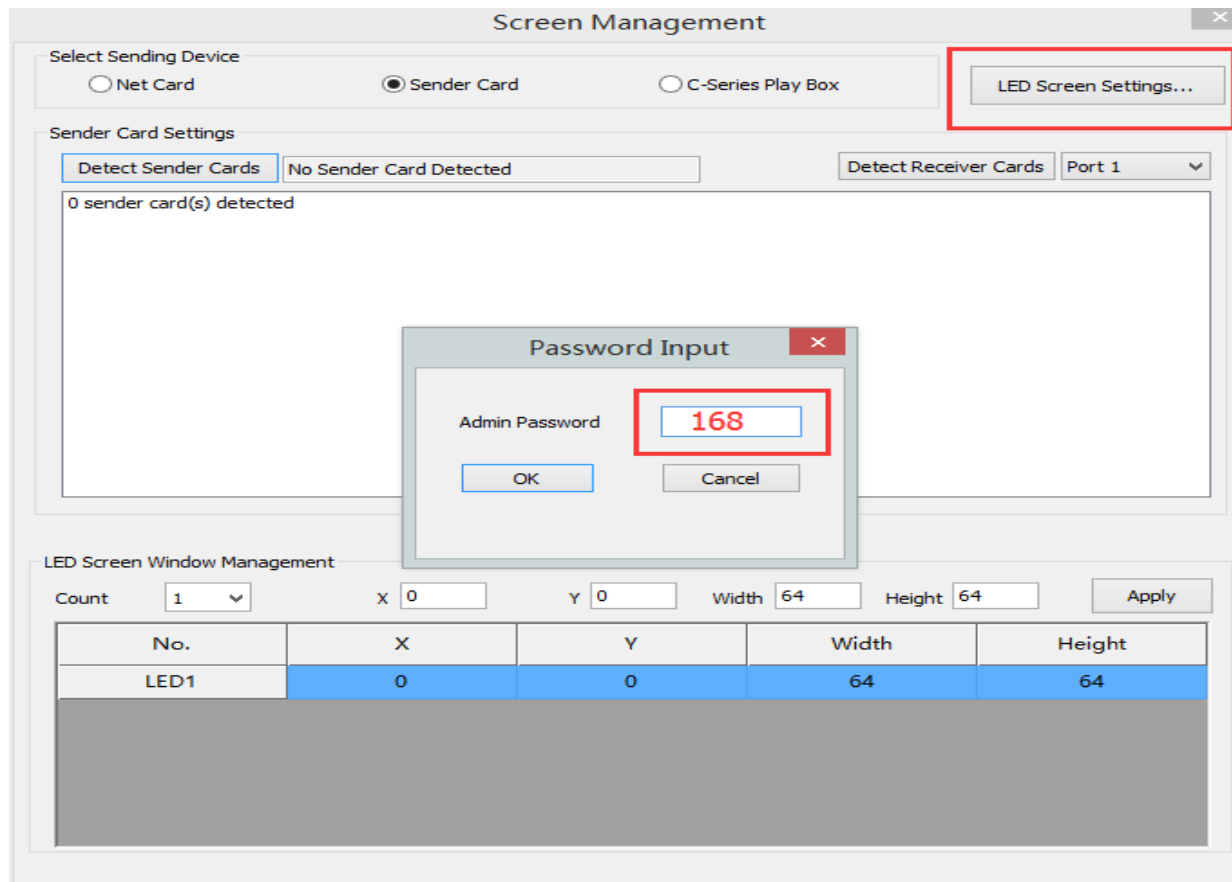 Screen Management
Select Sending Device
Net Card Sender Card C-Series Play Box
LED Screen Settings...
Sender Card Settings
Detect Sender Cards No Sender Card Detected Detect Receiver Cards Port 1
0 sender card(s) detected
Password Input
Admin Password 168
OK Cancel
LED Screen Window Management
Count 1 X 0 Y 0 Width 64 Height 64 Apply
No. X Y Width Height
LED1 0 0 64 64